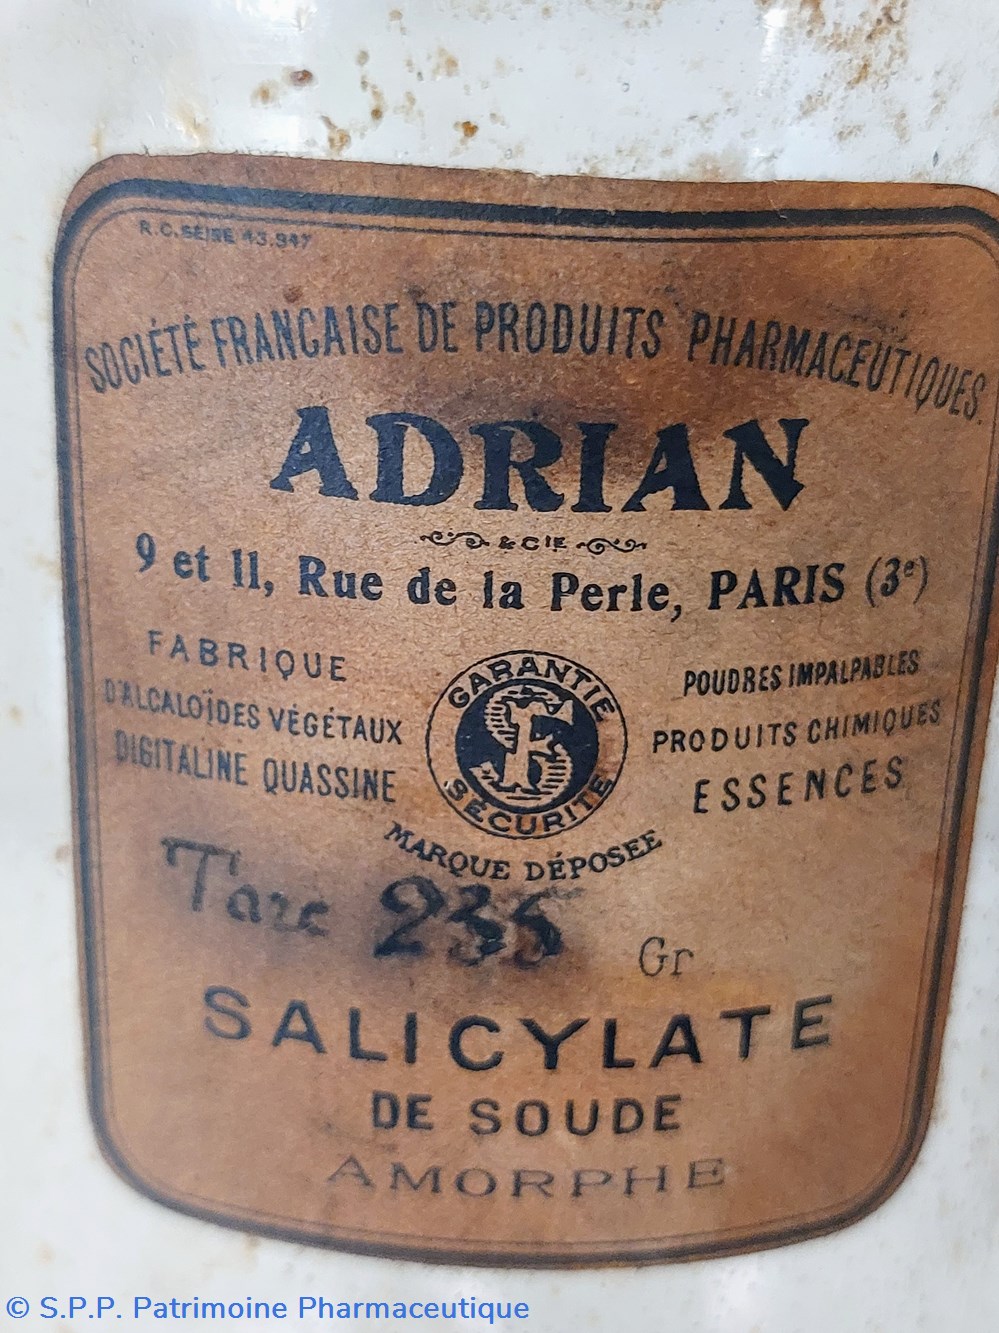 R.C. SEINE 43.947
SOCIÉTÉ FRANCAISE DE PRODUITS PHARMACEUTIQUES.
ADRIAN
& CIE
9 et 11, Rue de la Perle, PARIS (3e)
FABRIQUE
D'ALCALOÏDES VÉGÉTAUX
DIGITALINE QUASSINE
GARANTIE
SÉCURITÉ
MARQUE DÉPOSÉE
POUDRES IMPALPABLES
PRODUITS CHIMIQUES
ESSENCES
Tare 235 Gr
SALICYLATE
DE SOUDE
AMORPHE
© S.P.P. Patrimoine Pharmaceutique